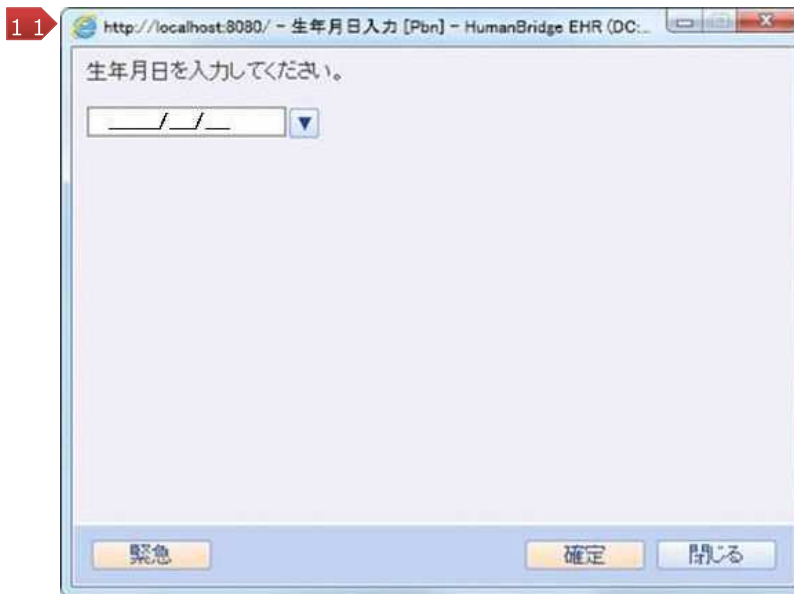 11
http://localhost:8080/ - 生年月日入力 [Pbn] - HumanBridge EHR (DC:...
生年月日を入力してください。
____/__/__ ▼
緊急 確定 閉じる